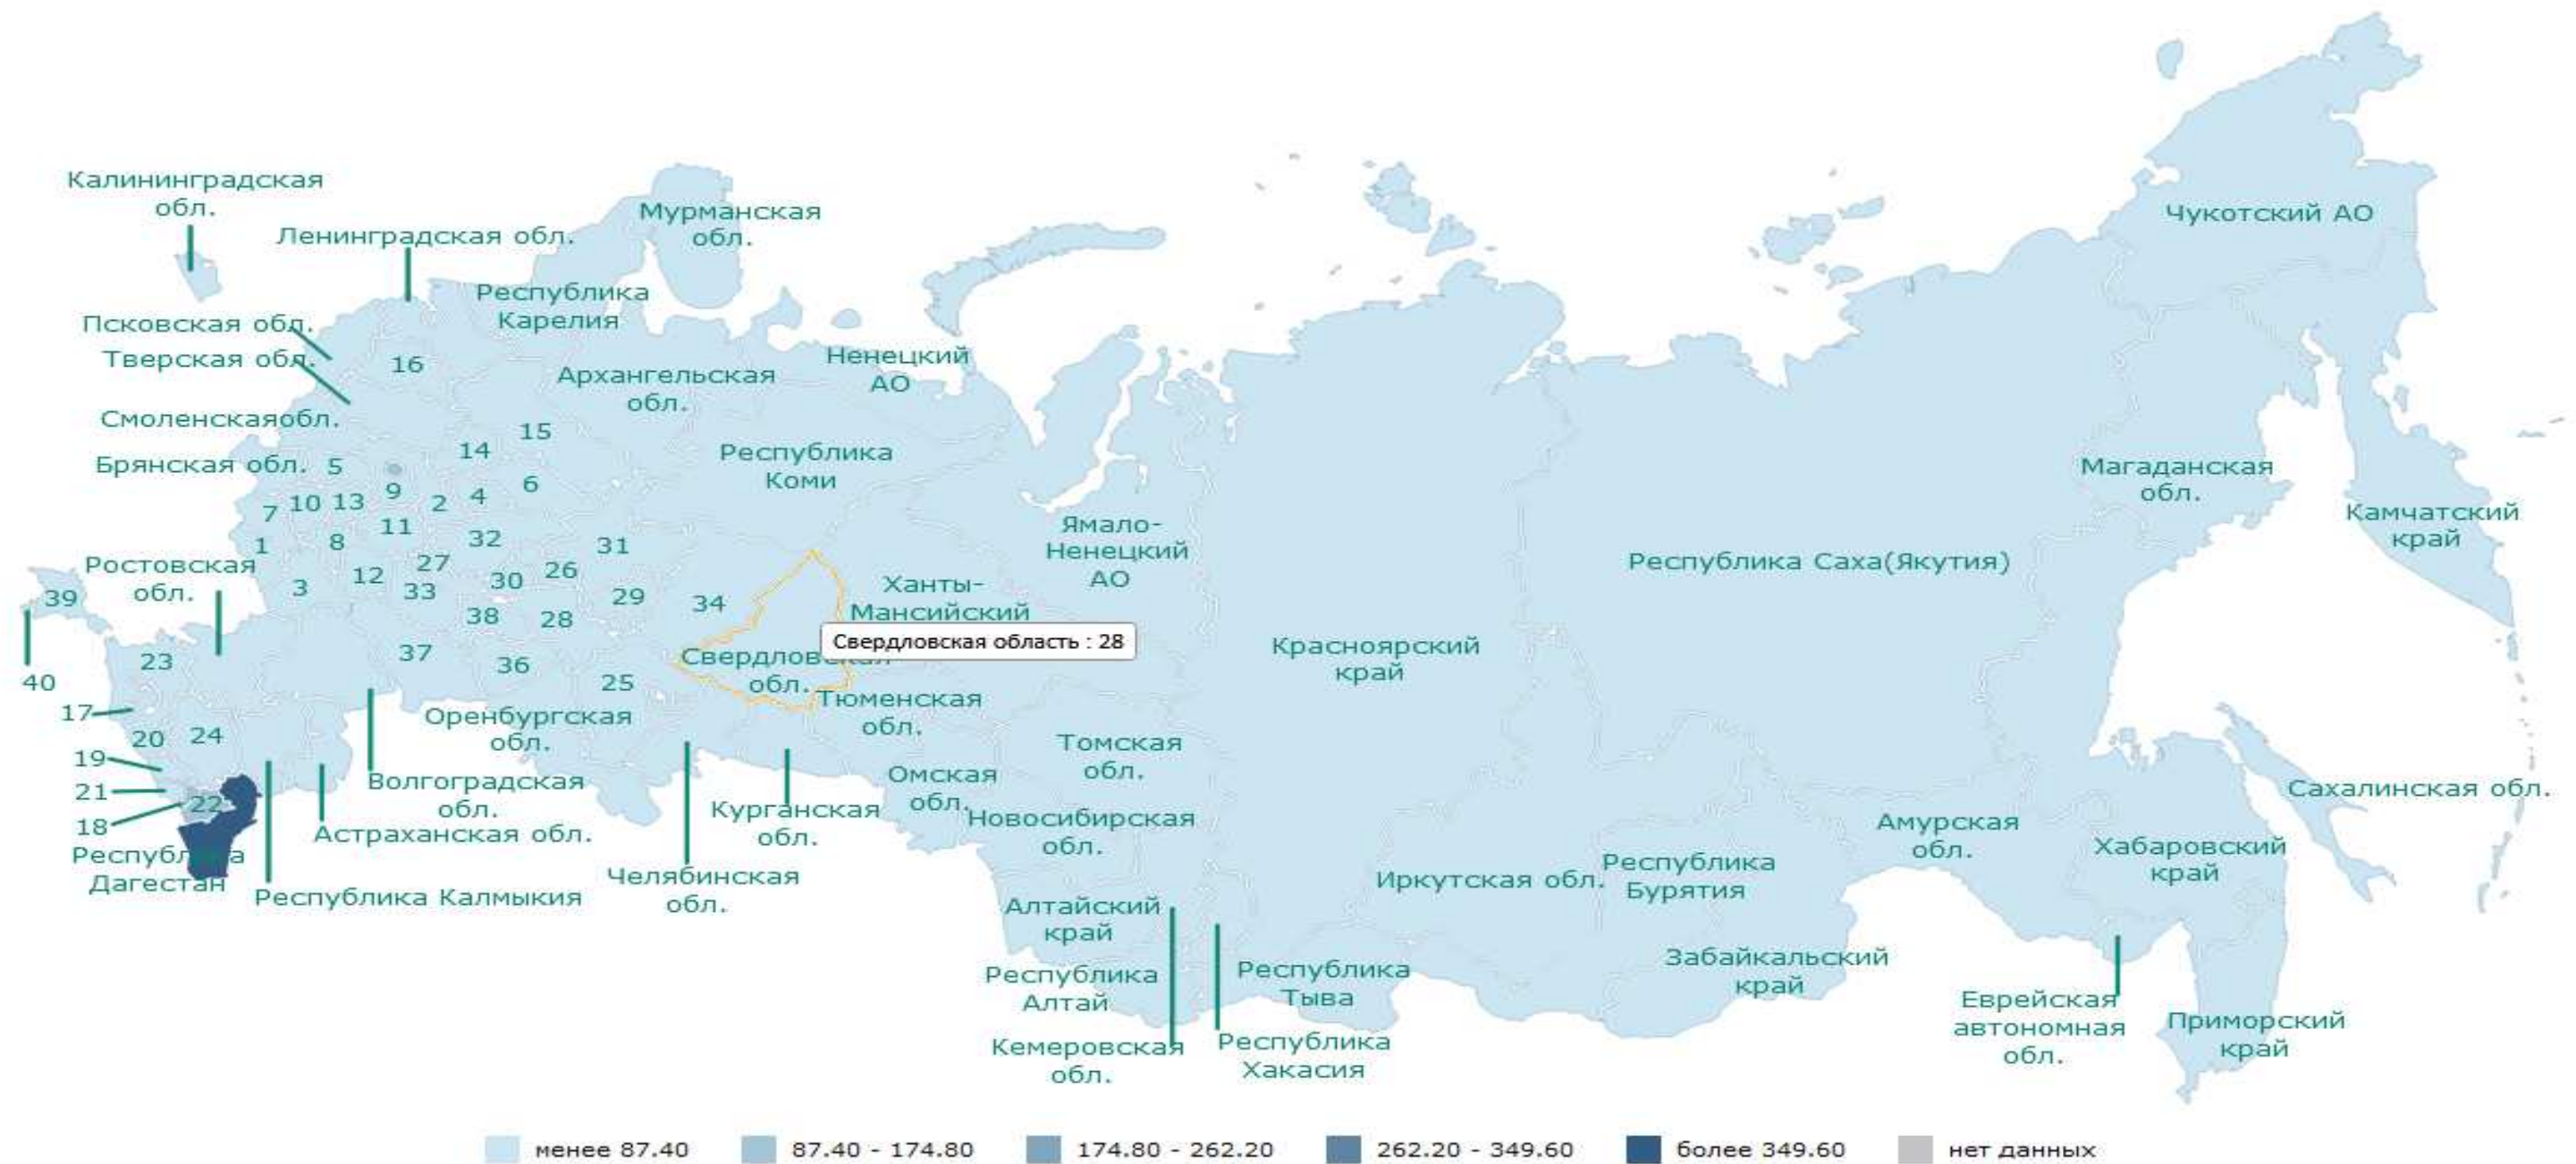 Калининградская
обл.
Ленинградская обл.
Мурманская
обл.
Чукотский АО
Республика
Карелия
Псковская обл.
Тверская обл.
16
Ненецкий
АО
Архангельская
обл.
Смоленскаяобл.
15
14
Республика
Коми
Брянская обл.
5
6
Магаданская
обл.
10
13
9
2
4
7
11
Камчатский
край
1
8
32
31
Ямало-
Ненецкий
АО
Ростовская
обл.
27
12
26
30
Республика Саха(Якутия)
3
33
29
34
Ханты-
Мансийский
39
38
28
Свердловская область : 28
Красноярский
край
23
37
36
Свердловская
обл.
40
25
Тюменская
обл.
17
Оренбургская
обл.
20
24
Томская
обл.
19
21
22
18
Волгоградская
обл.
Омская
обл.
Сахалинская обл.
Курганская
обл.
Новосибирская
обл.
Астраханская обл.
Амурская
обл.
Хабаровский
край
Республика
Дагестан
Республика Калмыкия
Челябинская
обл.
Иркутская обл.
Республика
Бурятия
Алтайский
край
Республика
Алтай
Республика
Тыва
Забайкальский
край
Еврейская
автономная
обл.
Приморский
край
Кемеровская
обл.
Республика
Хакасия
менее 87.40
87.40 - 174.80
174.80 - 262.20
262.20 - 349.60
более 349.60
нет данных